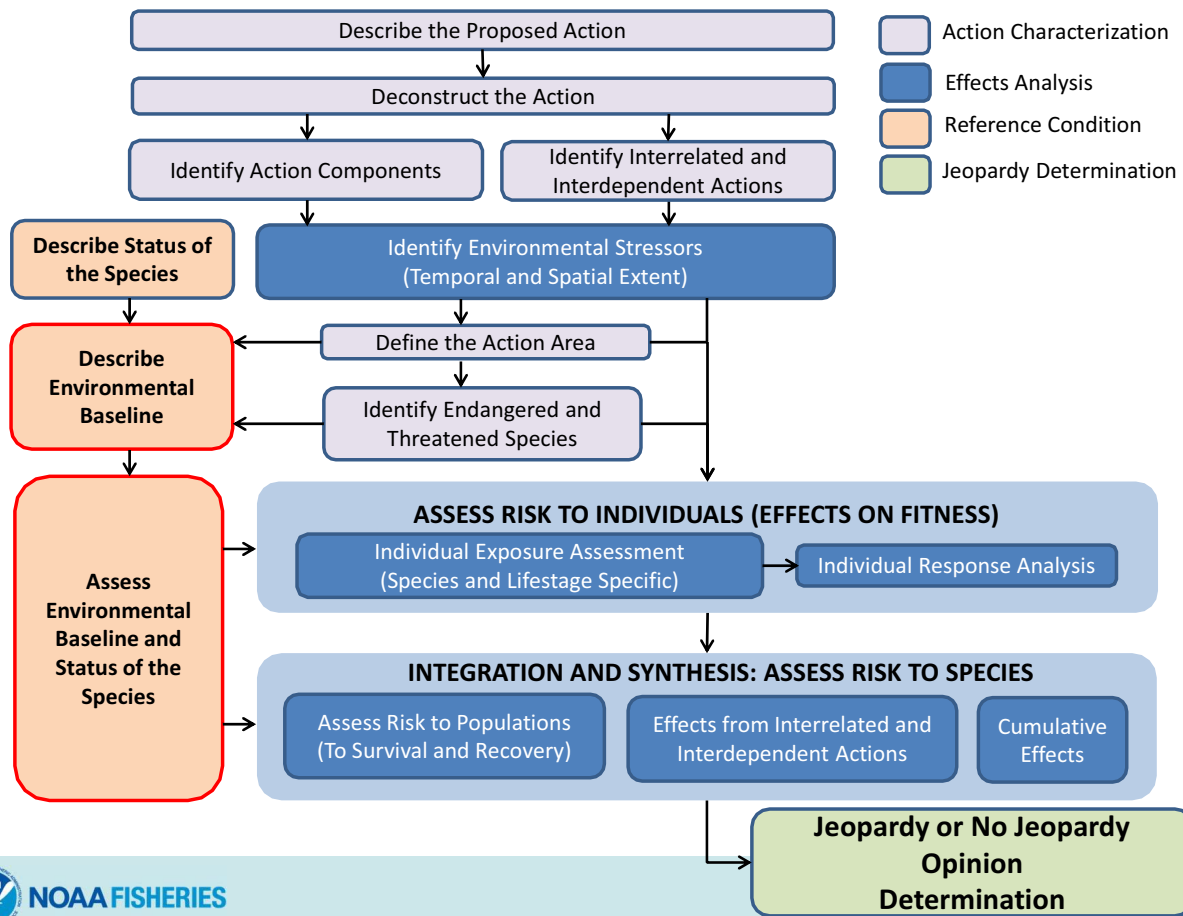 Describe the Proposed Action
Deconstruct the Action
Identify Action Components
Identify Interrelated and
Interdependent Actions
Action Characterization
Effects Analysis
Reference Condition
Jeopardy Determination
Describe Status of
the Species
Identify Environmental Stressors
(Temporal and Spatial Extent)
Describe
Environmental
Baseline
Define the Action Area
Identify Endangered and
Threatened Species
Assess
Environmental
Baseline and
Status of the
Species
ASSESS RISK TO INDIVIDUALS (EFFECTS ON FITNESS)
Individual Exposure Assessment
(Species and Lifestage Specific)
Individual Response Analysis
INTEGRATION AND SYNTHESIS: ASSESS RISK TO SPECIES
Assess Risk to Populations
(To Survival and Recovery)
Effects from Interrelated and
Interdependent Actions
Cumulative
Effects
Jeopardy or No Jeopardy
Opinion
Determination
NOAA FISHERIES